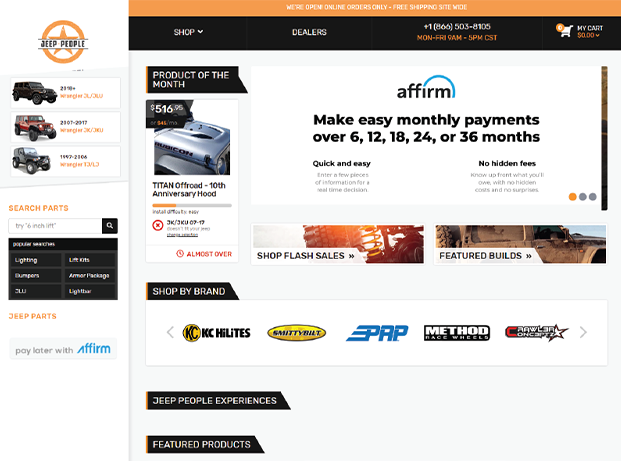 WE'RE OPEN! ONLINE ORDERS ONLY - FREE SHIPPING SITE WIDE
JEEP PEOPLE
SHOP
DEALERS
+1 (866) 503-8105
MON-FRI 9AM - 5PM CST
MY CART
$0.00
2018+
Wrangler JL/JLU
2007-2017
Wrangler JK/JKU
1997-2006
Wrangler TJ/LJ
SEARCH PARTS
try "6 inch lift"
popular searches
Lighting
Lift Kits
Bumpers
Armor Package
JLU
Lightbar
JEEP PARTS
pay later with affirm
PRODUCT OF THE
MONTH
$516.95
or $46/mo
RUBICON
TITAN Offroad - 10th
Anniversary Hood
install difficulty: easy
JK/JKU 07-17
doesn't fit your jeep
change selection
ALMOST OVER
affirm
Make easy monthly payments
over 6, 12, 18, 24, or 36 months
Quick and easy
Enter a few pieces
of information for a
real time decision.
No hidden fees
Know up front what you'll
owe, with no hidden
costs and no surprises.
SHOP FLASH SALES »
FEATURED BUILDS »
SHOP BY BRAND
KC HiLiTES
SMITTYBILT
PRP
METHOD
RACE WHEELS
CRAWLER
CONCEPTZ
JEEP PEOPLE EXPERIENCES
FEATURED PRODUCTS